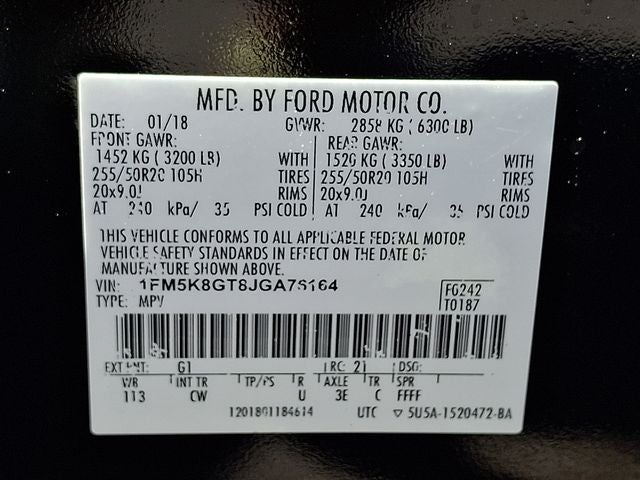 MFD. BY FORD MOTOR CO.
DATE: 01/18 GVWR: 2858 KG ( 6300 LB)
FRONT GAWR: REAR GAWR:
1452 KG ( 3200 LB) WITH 1520 KG ( 3350 LB) WITH
255/50R20 105H TIRES 255/50R20 105H TIRES
20x9.0J RIMS 20x9.0J RIMS
AT 240 kPa/ 35 PSI COLD AT 240 kPa/ 35 PSI COLD
THIS VEHICLE CONFORMS TO ALL APPLICABLE FEDERAL MOTOR
VEHICLE SAFETY STANDARDS IN EFFECT ON THE DATE OF
MANUFACTURE SHOWN ABOVE.
VIN: 1FM5K8GT8JGA76164 F6242
TYPE: MPV T0187
EXT PNT: G1 RC: 21 DSO:
WB INT TR TP/PS R AXLE TR SPR
113 CW U 3E C FFFF
UTC ▽ 5U5A-1520472-BA